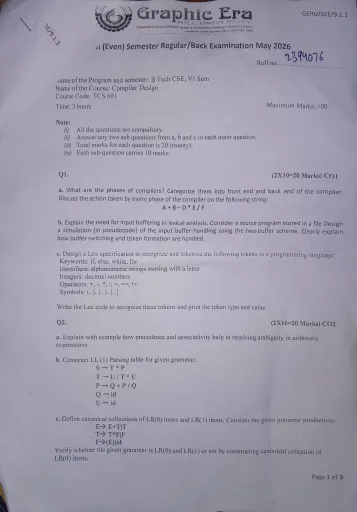 Graphic Era
GEHU/02E/9.1.3
(Even) Semester Regular/Back Examination May 2026
Roll no. 2394076
Name of the Program and semester: B Tech CSE, VI Sem
Name of the Course: Compiler Design
Course Code: TCS 601
Time: 3 hours
Maximum Marks: 100
Note:
(i) All the questions are compulsory.
(ii) Answer any two sub questions from a, b and c in each main question.
(iii) Total marks for each question is 20 (twenty).
(iv) Each sub-question carries 10 marks.
Q1.
(2X10=20 Marks) CO1
a. What are the phases of compilers? Categorize them into front end and back end of the compiler.
Discuss the action taken by every phase of the compiler on the following string:
A + B – D * E / F
b. Explain the need for input buffering in lexical analysis. Consider a source program stored in a file. Design
a simulation (in pseudocode) of the input buffer handling using the two-buffer scheme. Clearly explain
how buffer switching and token formation are handled.
c. Design a Lex specification to recognize and tokenize the following tokens in a programming language:
Keywords: if, else, while, for
Identifiers: alphanumeric strings starting with a letter
Integers: decimal numbers
Operators: +, -, *, /, =, ==, !=
Symbols: (, ), {, }, [, ]
Write the Lex code to recognize these tokens and print the token type and value.
Q2.
(2X10=20 Marks) CO2
a. Explain with example how precedence and associativity help in resolving ambiguity in arithmetic
expressions.
b. Construct LL (1) Parsing table for given grammar:
S → T * P
T → U / T * U
P → Q + P / Q
Q → id
U → id
c. Define canonical collections of LR(0) items and LR(1) items. Consider the given grammar productions:
E→ E+T|T
T→ T*F|F
F→(E)|id
Verify whether the given grammar is LR(0) and LR(1) or not by constructing canonical collection of
LR(0) items.
Page 1 of 3